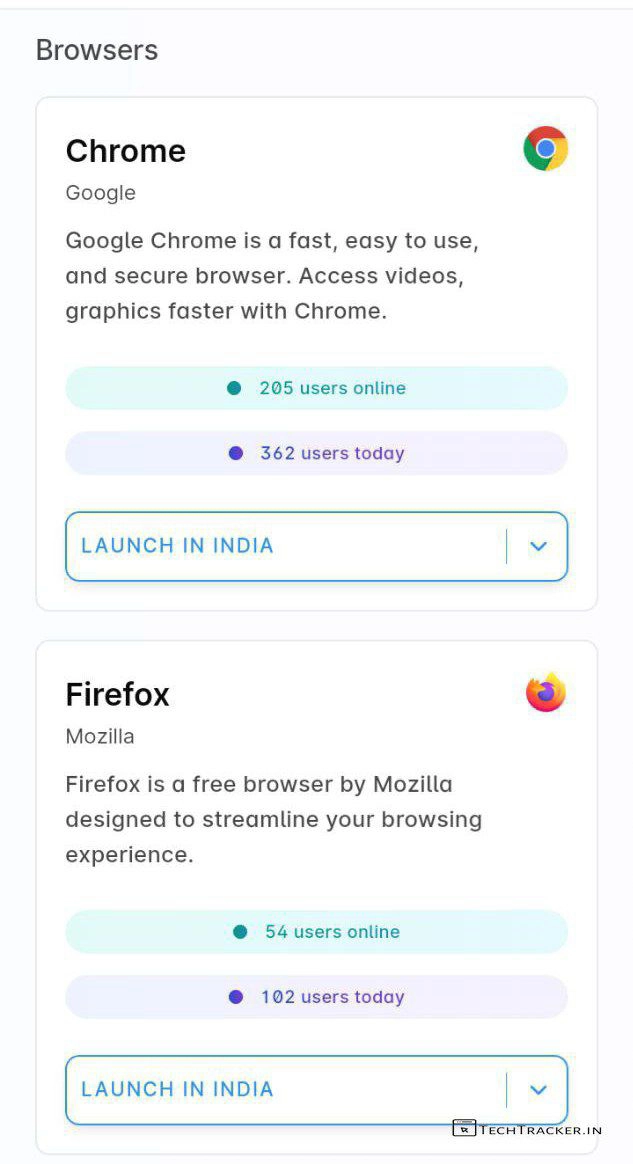 Browsers
Chrome
Google
Google Chrome is a fast, easy to use,
and secure browser. Access videos,
graphics faster with Chrome.
205 users online
362 users today
LAUNCH IN INDIA
Firefox
Mozilla
Firefox is a free browser by Mozilla
designed to streamline your browsing
experience.
54 users online
102 users today
LAUNCH IN INDIA
TECHTRACKER.IN